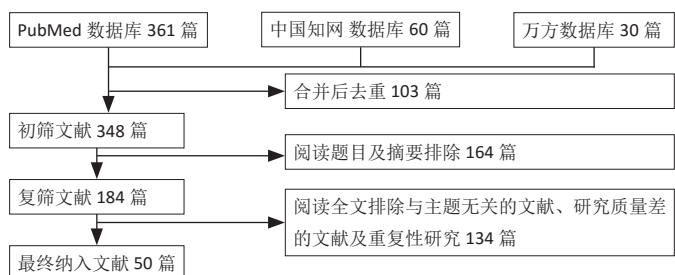 PubMed 数据库 361 篇
中国知网 数据库 60 篇
万方数据库 30 篇
合并后去重 103 篇
初筛文献 348 篇
阅读题目及摘要排除 164 篇
复筛文献 184 篇
阅读全文排除与主题无关的文献、研究质量差
的文献及重复性研究 134 篇
最终纳入文献 50 篇